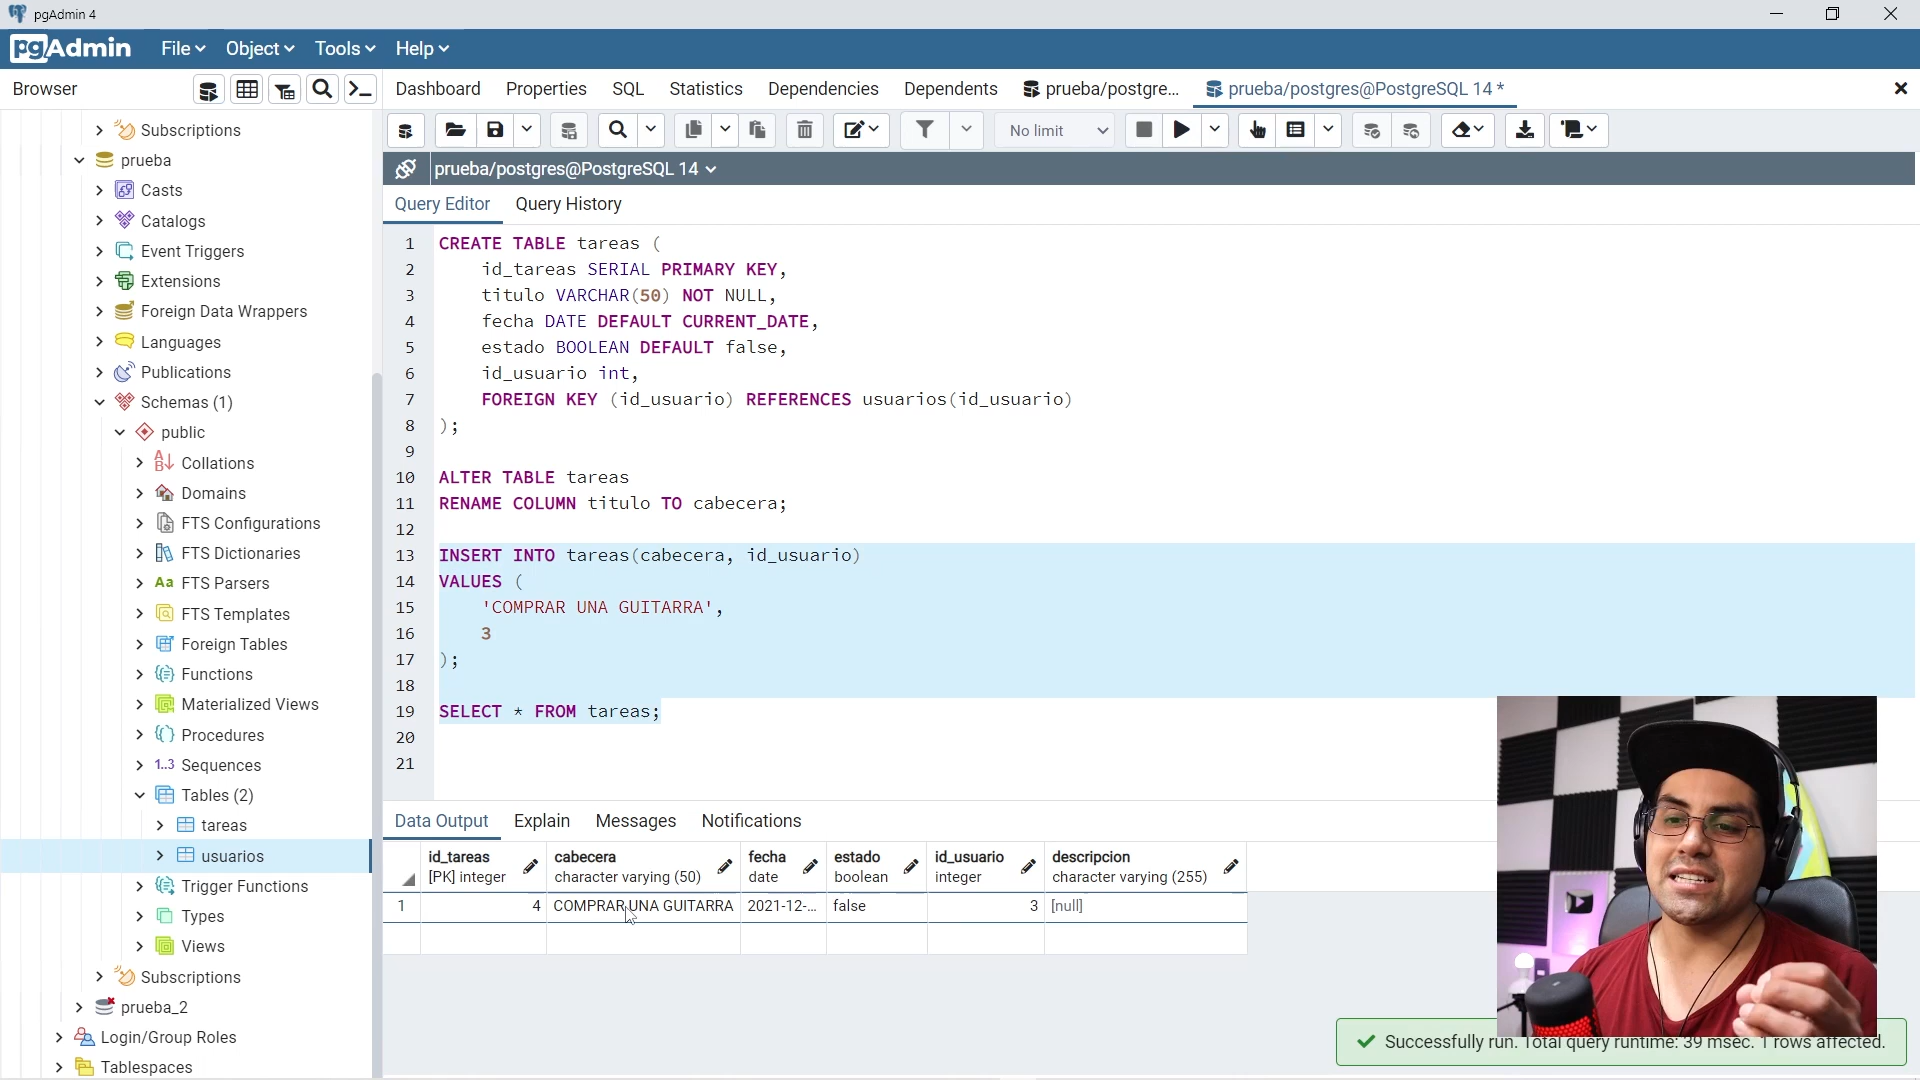 pgAdmin 4
pgAdmin File Object Tools Help
Browser
Dashboard Properties SQL Statistics Dependencies Dependents prueba/postgre... prueba/postgres@PostgreSQL 14 *
No limit
prueba/postgres@PostgreSQL 14
Query Editor Query History
Subscriptions
prueba
Casts
Catalogs
Event Triggers
Extensions
Foreign Data Wrappers
Languages
Publications
Schemas (1)
public
Collations
Domains
FTS Configurations
FTS Dictionaries
Aa FTS Parsers
FTS Templates
Foreign Tables
Functions
Materialized Views
Procedures
1..3 Sequences
Tables (2)
tareas
usuarios
Trigger Functions
Types
Views
Subscriptions
prueba_2
Login/Group Roles
Tablespaces
1 CREATE TABLE tareas (
2 id_tareas SERIAL PRIMARY KEY,
3 titulo VARCHAR(50) NOT NULL,
4 fecha DATE DEFAULT CURRENT_DATE,
5 estado BOOLEAN DEFAULT false,
6 id_usuario int,
7 FOREIGN KEY (id_usuario) REFERENCES usuarios(id_usuario)
8 );
9
10 ALTER TABLE tareas
11 RENAME COLUMN titulo TO cabecera;
12
13 INSERT INTO tareas(cabecera, id_usuario)
14 VALUES (
15 'COMPRAR UNA GUITARRA',
16 3
17 );
18
19 SELECT * FROM tareas;
20
21
Data Output Explain Messages Notifications
id_tareas cabecera fecha estado id_usuario descripcion
[PK] integer character varying (50) date boolean integer character varying (255)
1 4 COMPRAR UNA GUITARRA 2021-12-... false 3 [null]
Successfully run. Total query runtime: 39 msec. 1 rows affected.